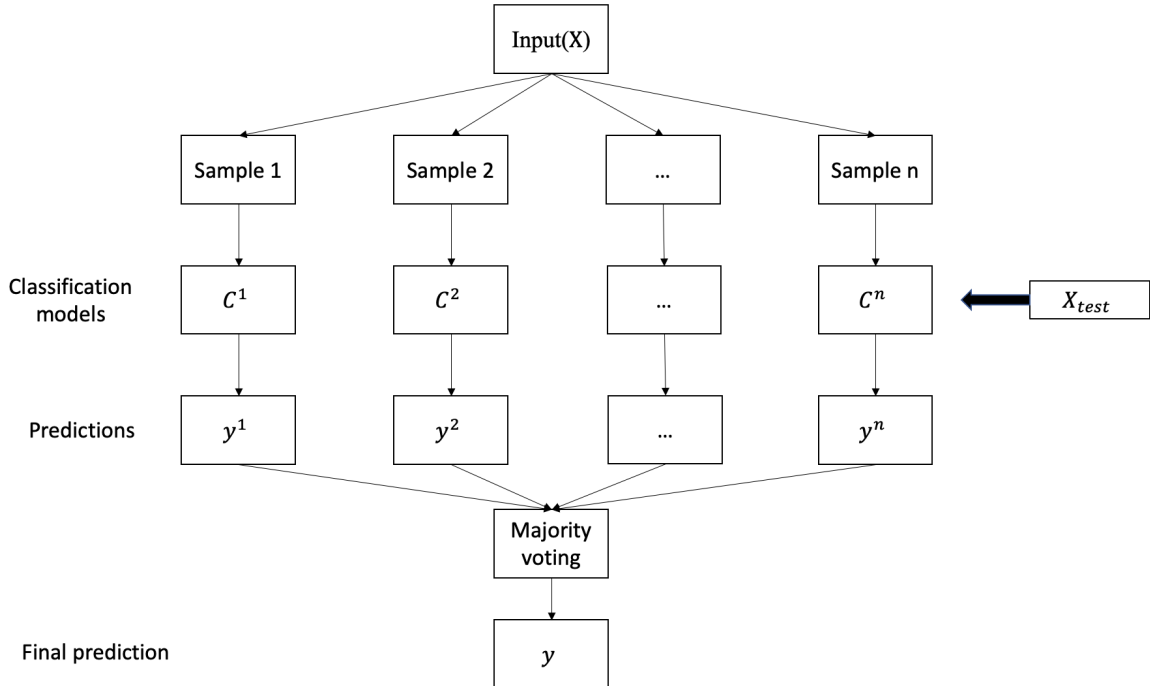 Input(X)
Sample 1
Sample 2
...
Sample n
Classification
models
C¹
C²
...
Cⁿ
X_test
Predictions
y¹
y²
...
yⁿ
Majority
voting
Final prediction
y